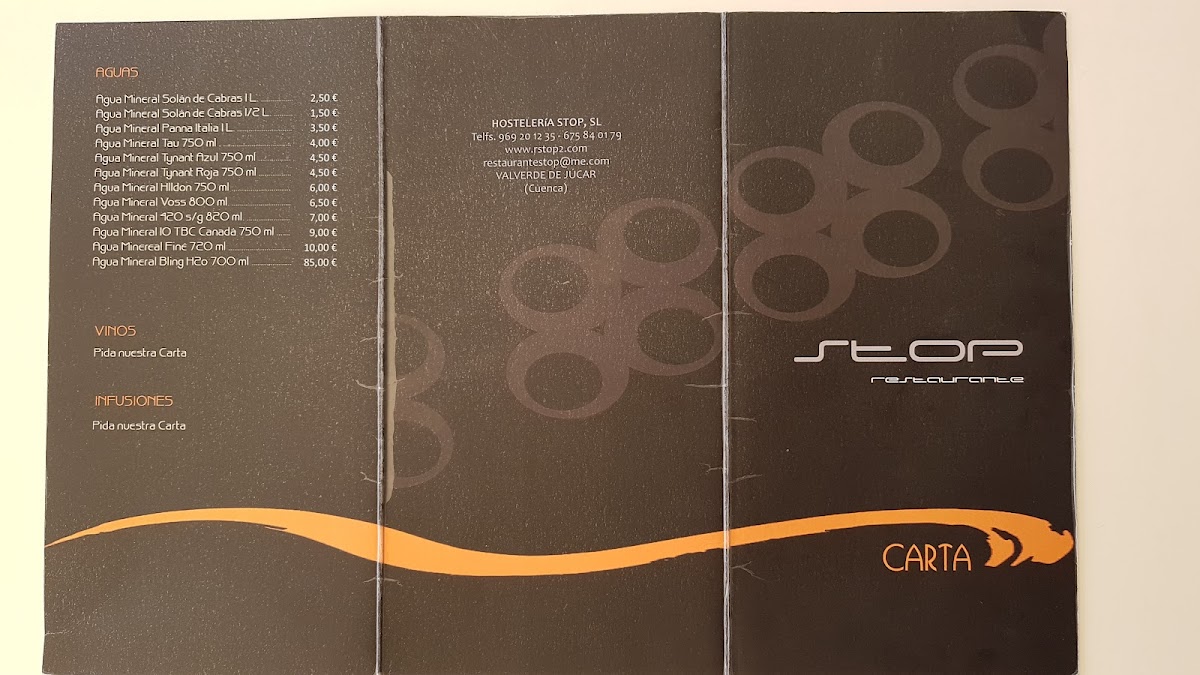 AGUAS
Agua Mineral Solán de Cabras 1 L. 2,50 €
Agua Mineral Solán de Cabras 1/2 L. 1,50 €
Agua Mineral Panna Italia 1 L. 3,50 €
Agua Mineral Tau 750 ml 4,00 €
Agua Mineral Tynant Azul 750 ml 4,50 €
Agua Mineral Tynant Roja 750 ml 4,50 €
Agua Mineral HIldon 750 ml 6,00 €
Agua Mineral Voss 800 ml 6,50 €
Agua Mineral 420 s/g 820 ml 7,00 €
Agua Mineral 10 TBC Canadá 750 ml 9,00 €
Agua Minereal Finé 720 ml 10,00 €
Agua Mineral Bling H2o 700 ml 85,00 €
VINOS
Pida nuestra Carta
INFUSIONES
Pida nuestra Carta
HOSTELERíA STOP, SL
Telfs. 969 20 12 35 - 675 84 01 79
www.rstop2.com
restaurantestop@me.com
VALVERDE DE JÚCAR
(Cuenca)
STOP
restaurante
CARTA